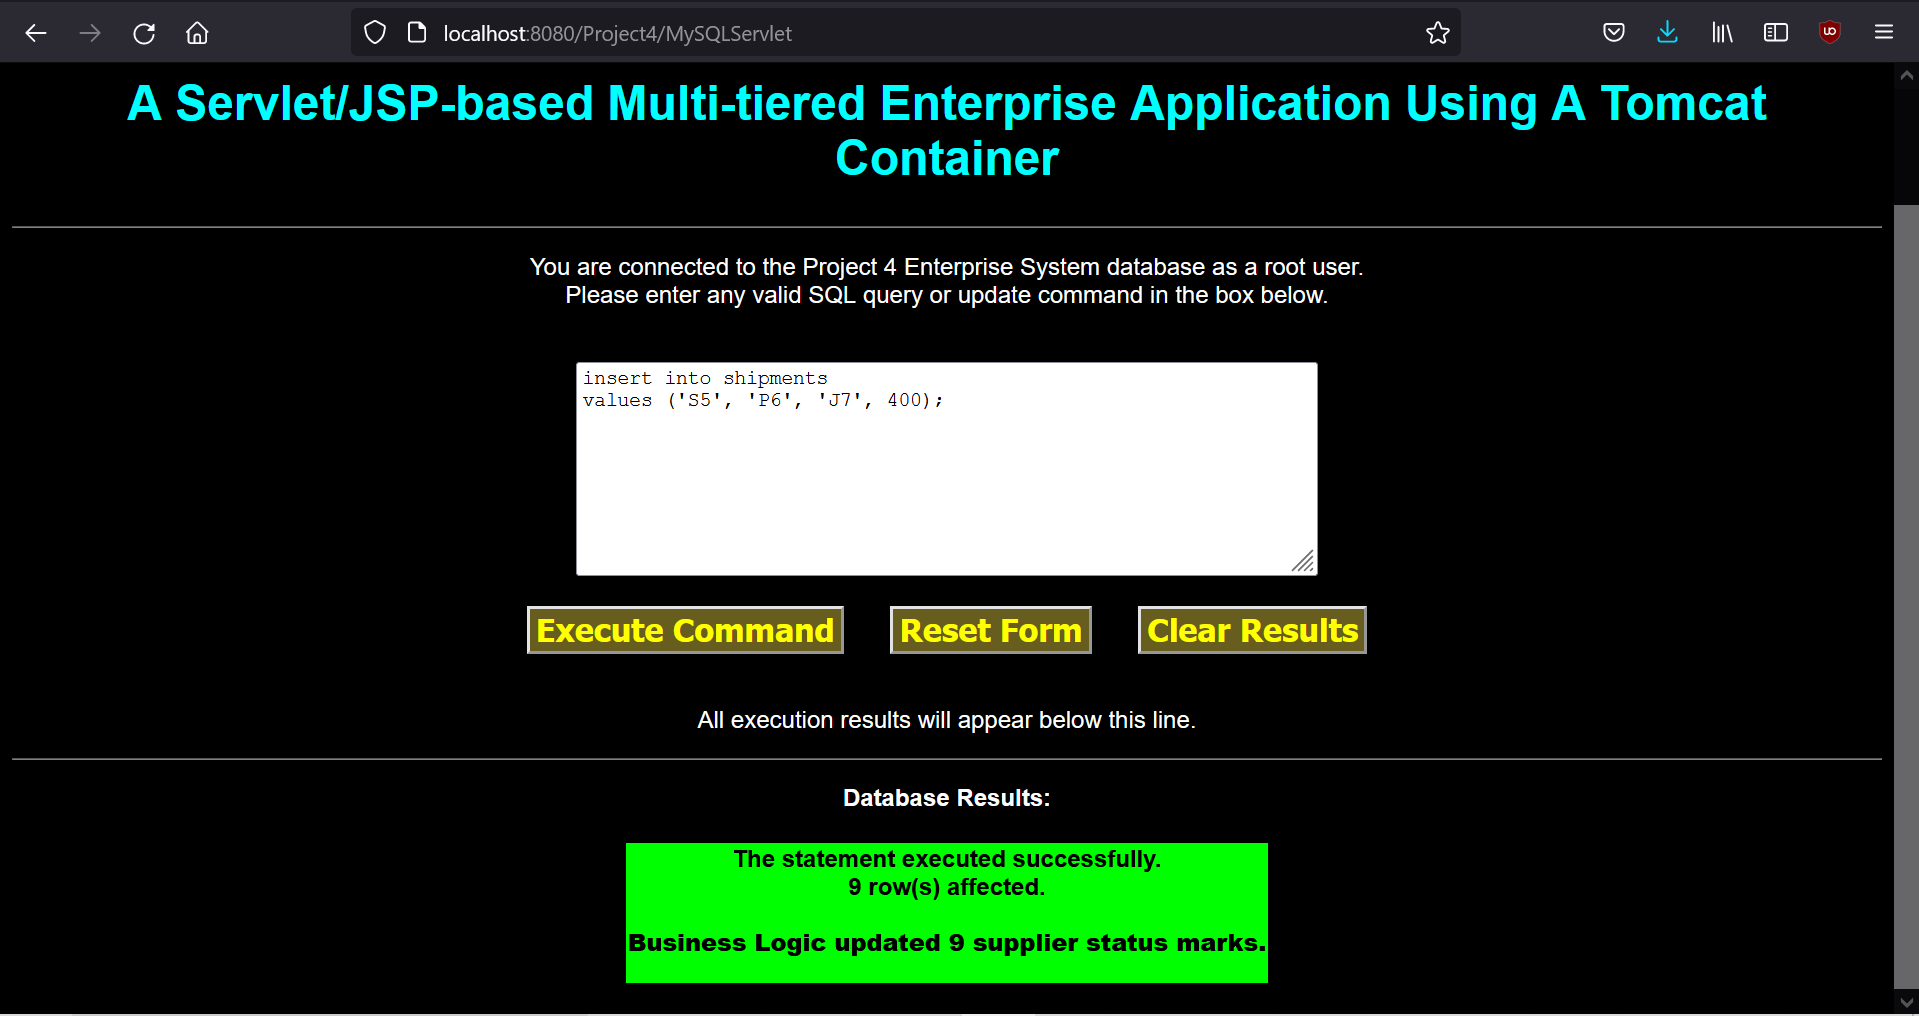 localhost:8080/Project4/MySQLServlet
A Servlet/JSP-based Multi-tiered Enterprise Application Using A Tomcat
Container
You are connected to the Project 4 Enterprise System database as a root user.
Please enter any valid SQL query or update command in the box below.
insert into shipments
values ('S5', 'P6', 'J7', 400);
Execute Command Reset Form Clear Results
All execution results will appear below this line.
Database Results:
The statement executed successfully.
9 row(s) affected.
Business Logic updated 9 supplier status marks.